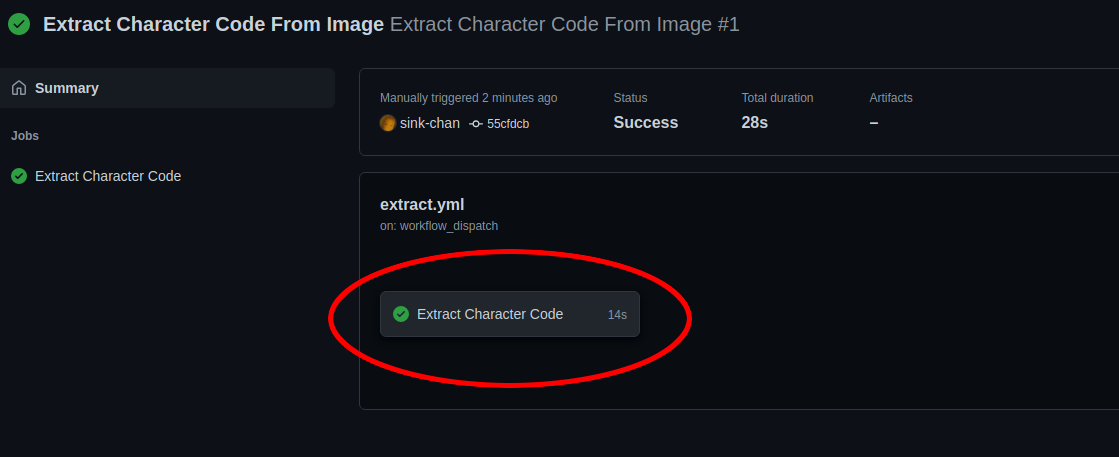 Extract Character Code From Image Extract Character Code From Image #1
Summary
Jobs
Extract Character Code
Manually triggered 2 minutes ago
sink-chan 55cfdcb
Status
Success
Total duration
28s
Artifacts
–
extract.yml
on: workflow_dispatch
Extract Character Code 14s